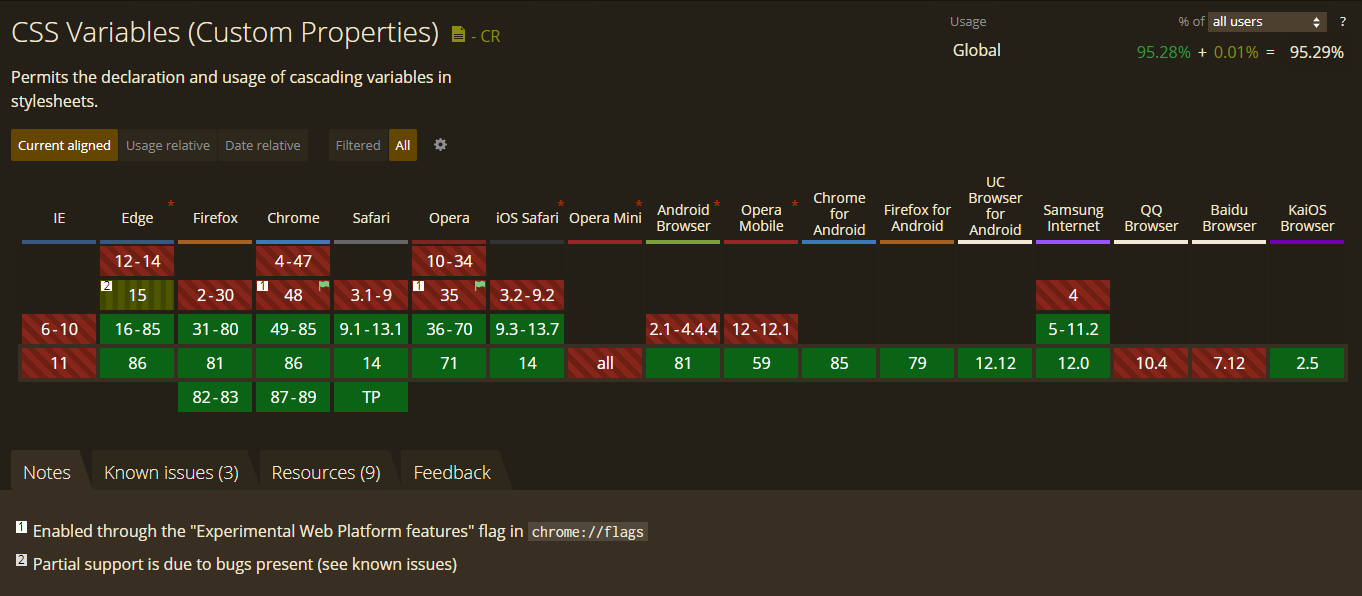 CSS Variables (Custom Properties) - CR
Usage % of all users ?
Global 95.28% + 0.01% = 95.29%
Permits the declaration and usage of cascading variables in
stylesheets.
Current aligned Usage relative Date relative Filtered All
IE Edge * Firefox Chrome Safari Opera iOS Safari * Opera Mini * Android Browser * Opera Mobile * Chrome for Android Firefox for Android UC Browser for Android Samsung Internet QQ Browser Baidu Browser KaiOS Browser
12-14 4-47 10-34
2 15 2-30 1 48 3.1-9 1 35 3.2-9.2 4
6-10 16-85 31-80 49-85 9.1-13.1 36-70 9.3-13.7 2.1-4.4.4 12-12.1 5-11.2
11 86 81 86 14 71 14 all 81 59 85 79 12.12 12.0 10.4 7.12 2.5
82-83 87-89 TP
Notes Known issues (3) Resources (9) Feedback
1 Enabled through the "Experimental Web Platform features" flag in chrome://flags
2 Partial support is due to bugs present (see known issues)